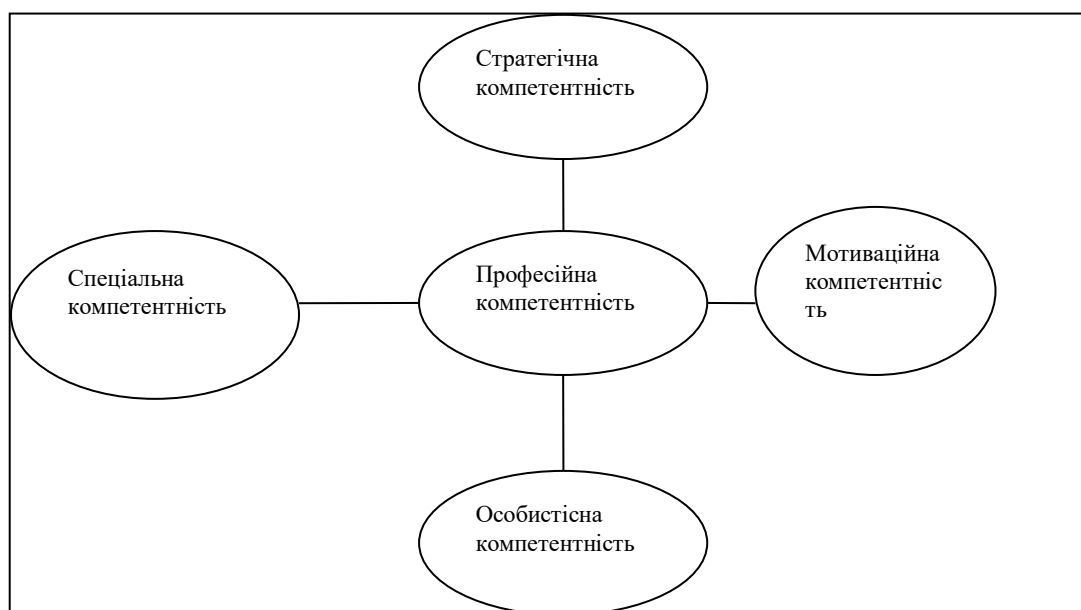 Стратегічна
компетентність
Спеціальна
компетентність
Професійна
компетентність
Мотиваційна
компетентніс
ть
Особистісна
компетентність